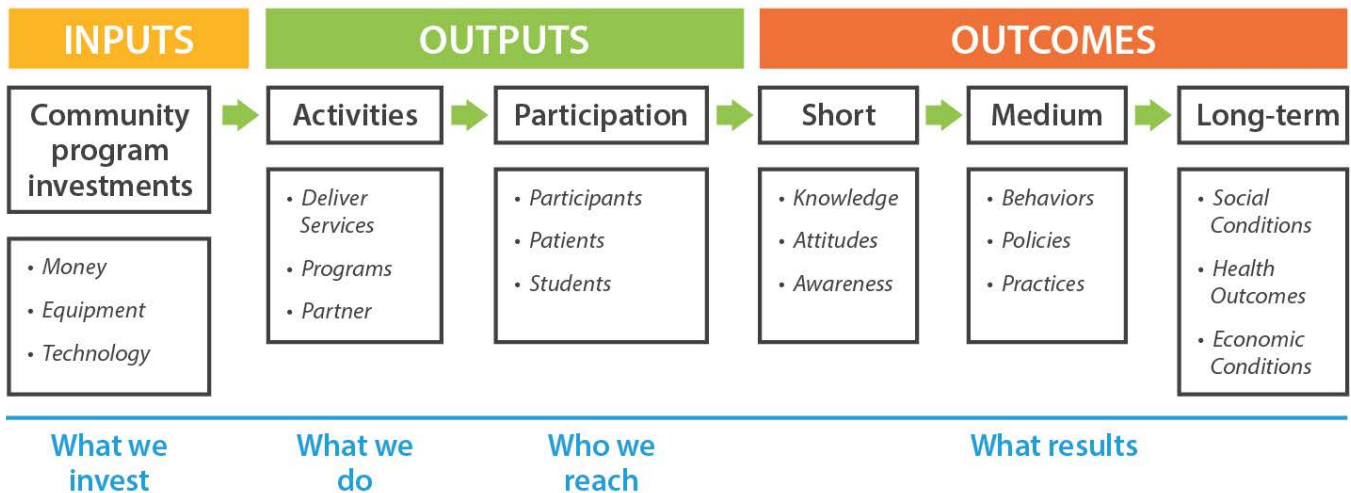 INPUTS
OUTPUTS
OUTCOMES
Community
program
investments
Activities
Participation
Short
Medium
Long-term
• Money
• Equipment
• Technology
• Deliver
Services
• Programs
• Partner
• Participants
• Patients
• Students
• Knowledge
• Attitudes
• Awareness
• Behaviors
• Policies
• Practices
• Social
Conditions
• Health
Outcomes
• Economic
Conditions
What we
invest
What we
do
Who we
reach
What results